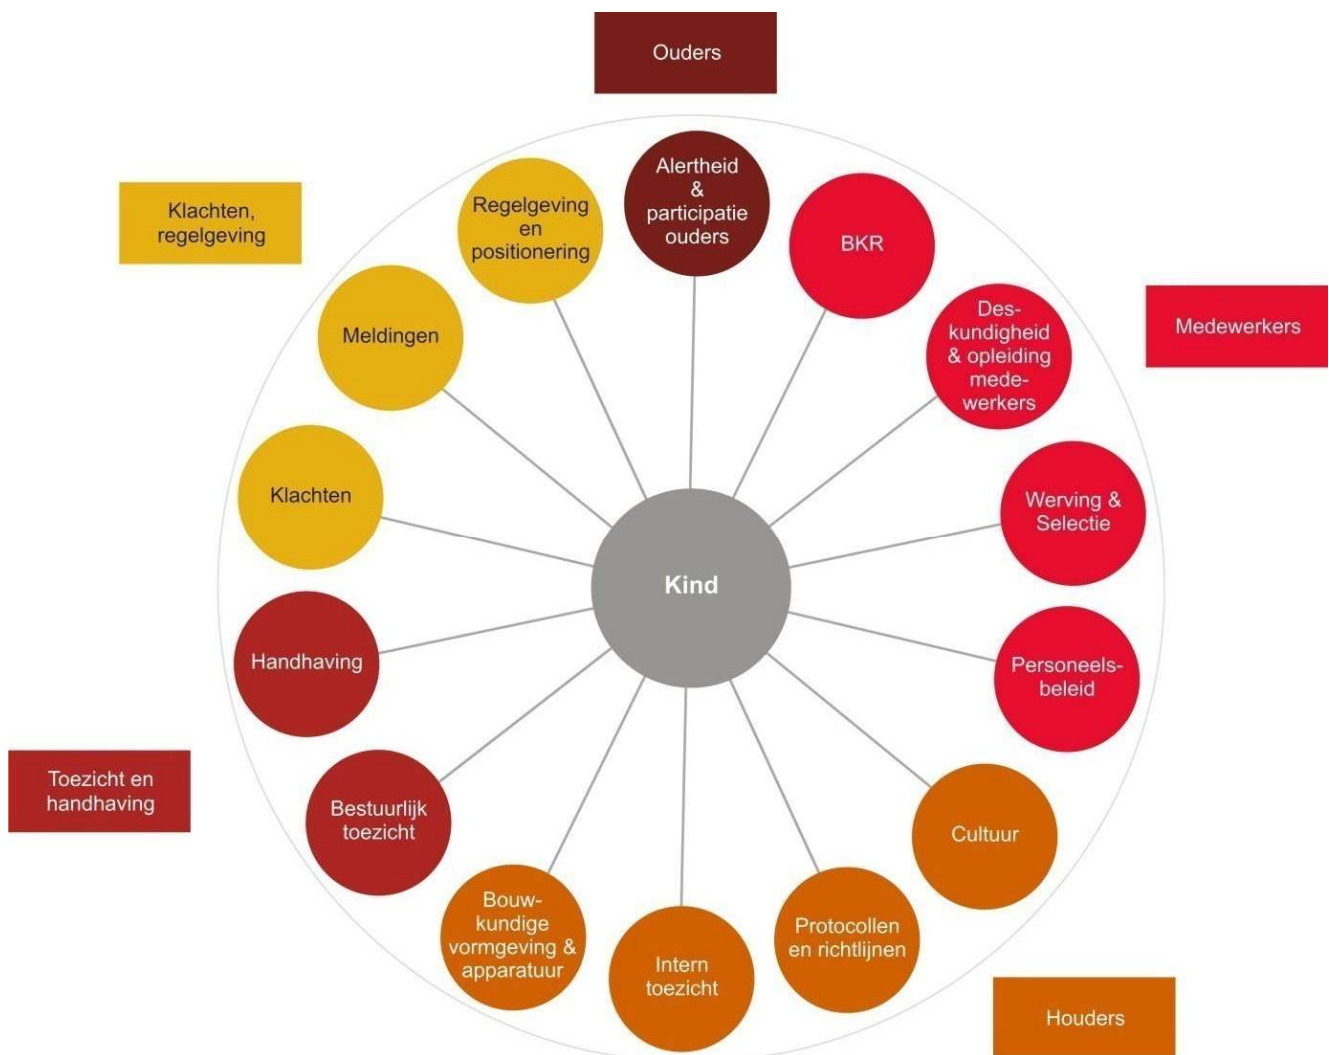 Ouders
Alertheid
&
participatie
ouders
Regelgeving
en
positionering
Klachten,
regelgeving
BKR
Meldingen
Des-
kundigheid
& opleiding
mede-
werkers
Medewerkers
Klachten
Werving &
Selectie
Kind
Handhaving
Personeels-
beleid
Toezicht en
handhaving
Bestuurlijk
toezicht
Cultuur
Bouw-
kundige
vormgeving &
apparatuur
Intern
toezicht
Protocollen
en richtlijnen
Houders